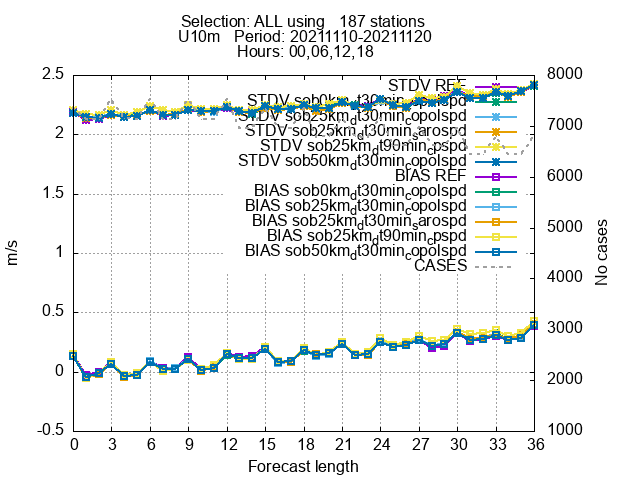 Selection: ALL using 187 stations
U10m Period: 20211110-20211120
Hours: 00,06,12,18
2.5
2
1.5
1
0.5
0
-0.5
8000
7000
6000
5000
4000
3000
2000
1000
m/s
No cases
STDV REF
STDV sob0km_dt30min_copolspd
STDV sob25km_dt30min_copolspd
STDV sob25km_dt30min_sarospd
STDV sob25km_dt90min_cpspd
STDV sob50km_dt30min_copolspd
BIAS REF
BIAS sob0km_dt30min_copolspd
BIAS sob25km_dt30min_copolspd
BIAS sob25km_dt30min_sarospd
BIAS sob25km_dt90min_cpspd
BIAS sob50km_dt30min_copolspd
CASES
0 3 6 9 12 15 18 21 24 27 30 33 36
Forecast length